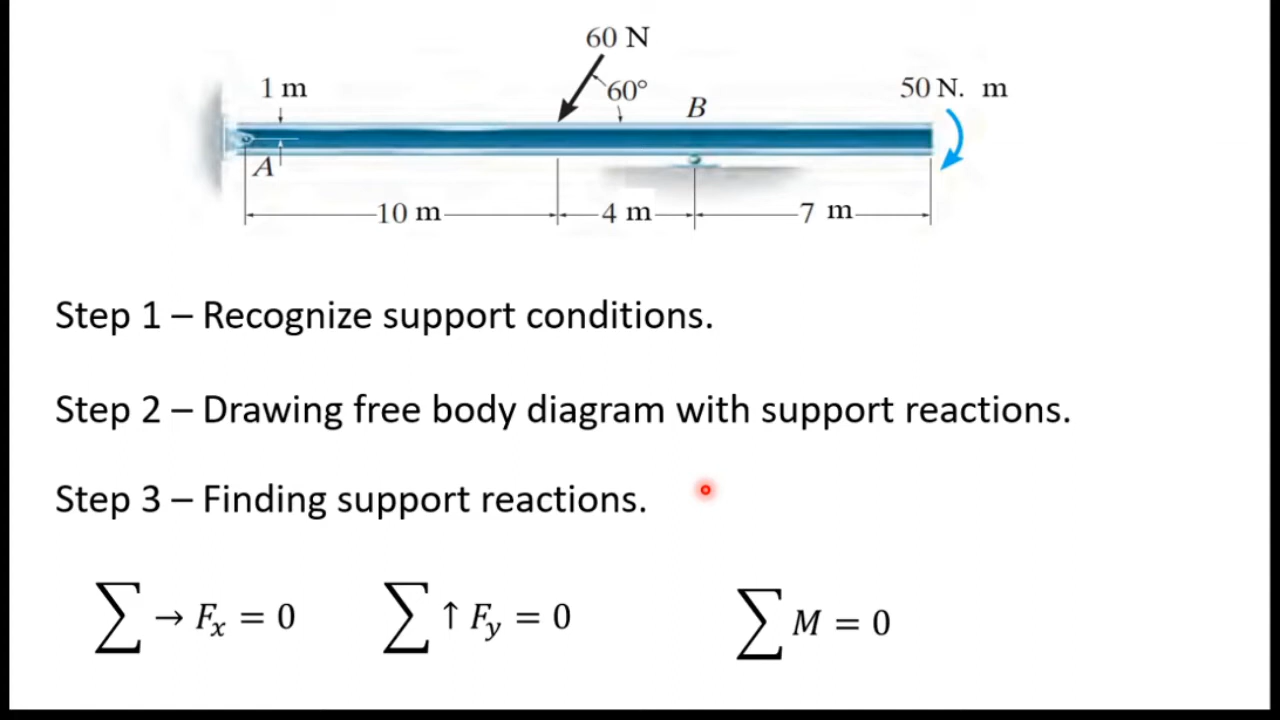 60 N
1 m
60°
B
50 N. m
A
10 m
4 m
7 m
Step 1 – Recognize support conditions.
Step 2 – Drawing free body diagram with support reactions.
Step 3 – Finding support reactions.
∑ → Fₓ = 0 ∑ ↑ F_y = 0 ∑ M = 0